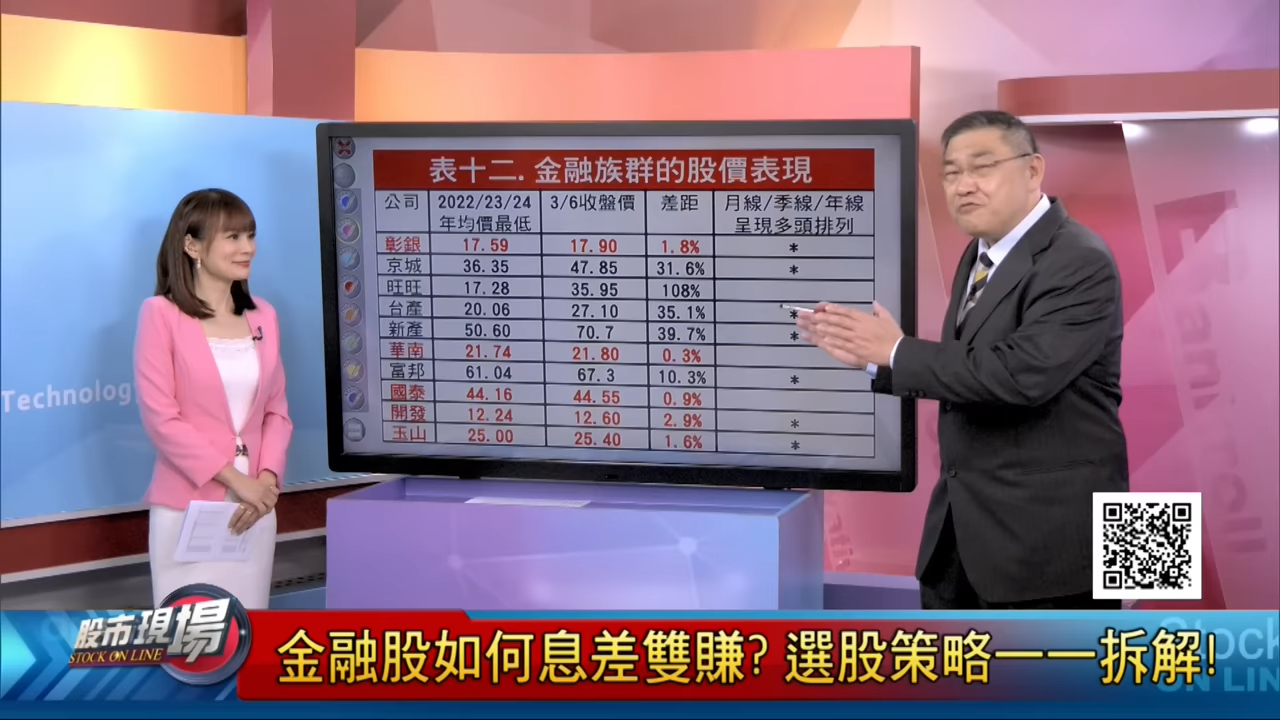 表十二. 金融族群的股價表現
公司 2022/23/24 年均價最低 3/6收盤價 差距 月線/季線/年線 呈現多頭排列
彰銀 17.59 17.90 1.8% *
京城 36.35 47.85 31.6% *
旺旺 17.28 35.95 108%
台產 20.06 27.10 35.1% *
新產 50.60 70.7 39.7% *
華南 21.74 21.80 0.3%
富邦 61.04 67.3 10.3% *
國泰 44.16 44.55 0.9%
開發 12.24 12.60 2.9% *
玉山 25.00 25.40 1.6% *
Technology
股市現場
STOCK ON LINE
金融股如何息差雙賺? 選股策略一一拆解!
Stock
ON LIN